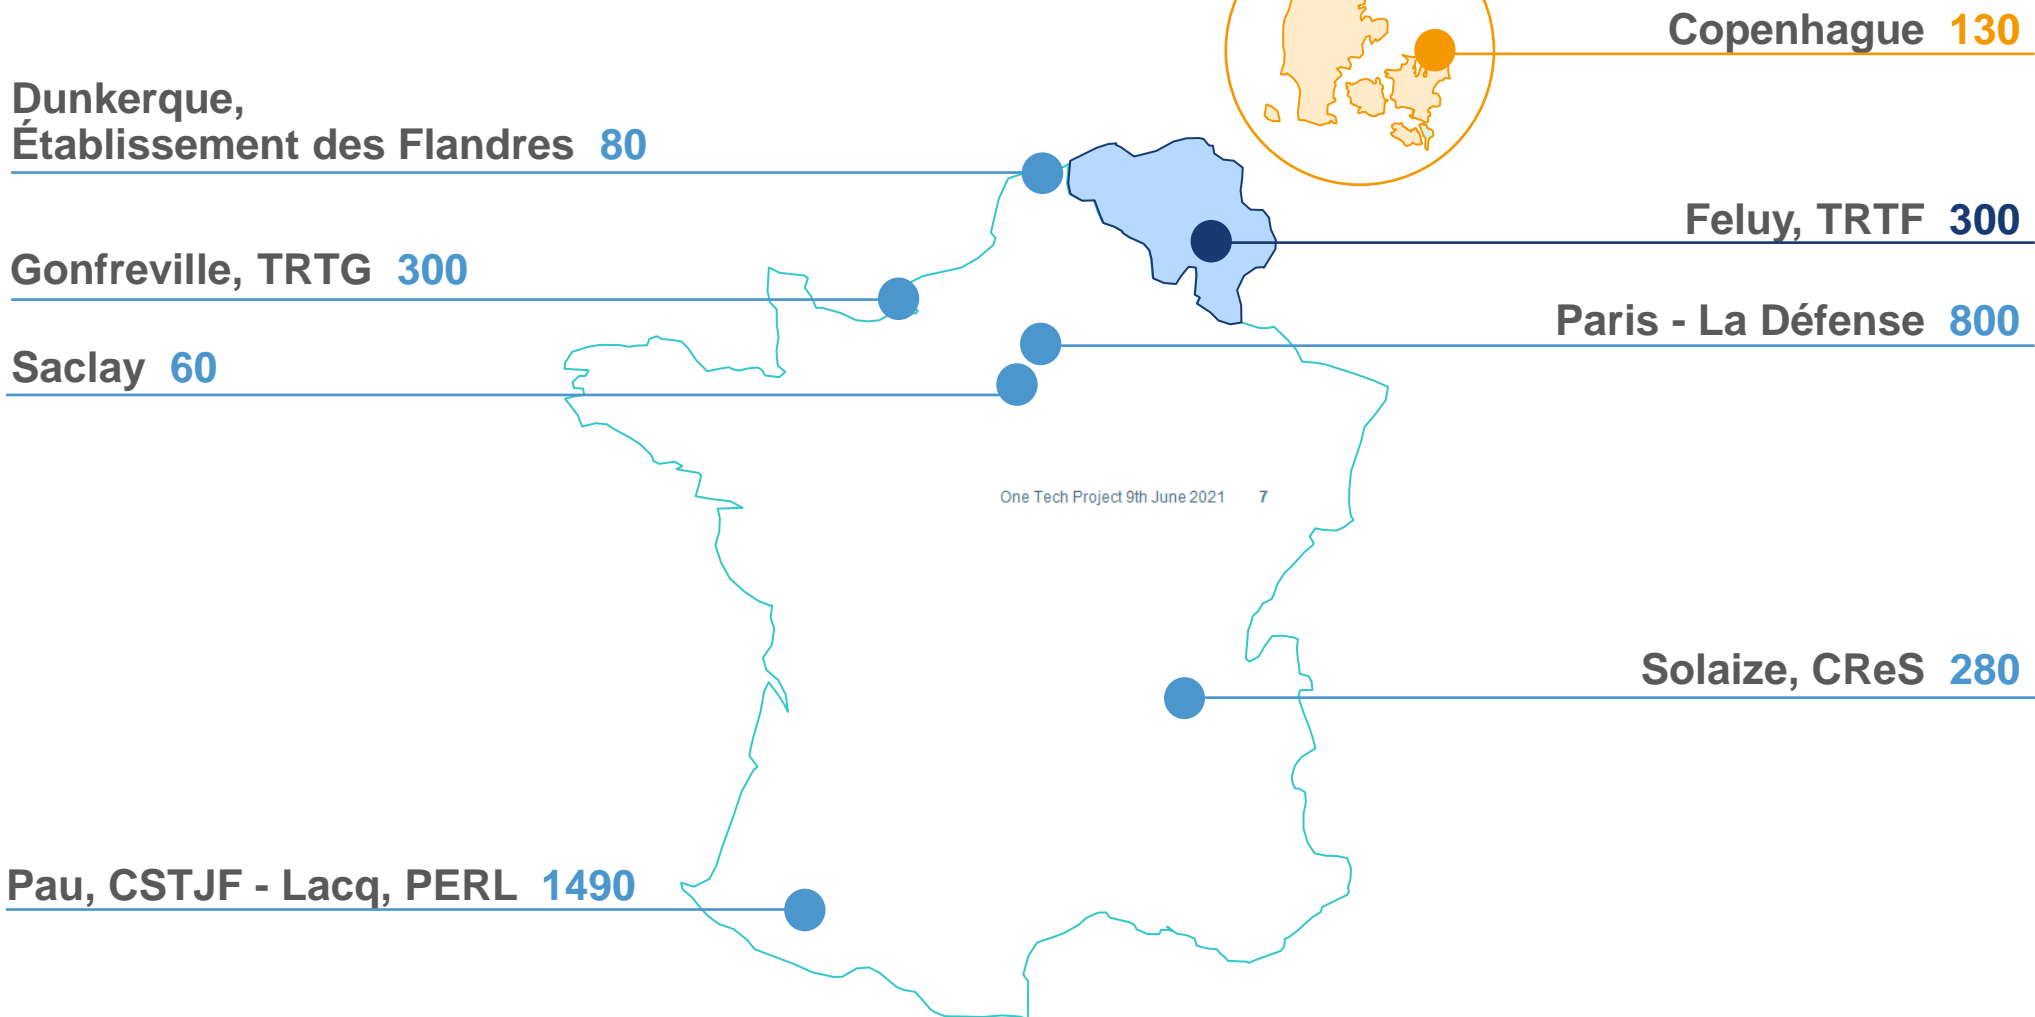 Copenhague 130
Dunkerque,
Établissement des Flandres 80
Feluy, TRTF 300
Gonfreville, TRTG 300
Paris - La Défense 800
Saclay 60
One Tech Project 9th June 2021 7
Solaize, CReS 280
Pau, CSTJF - Lacq, PERL 1490